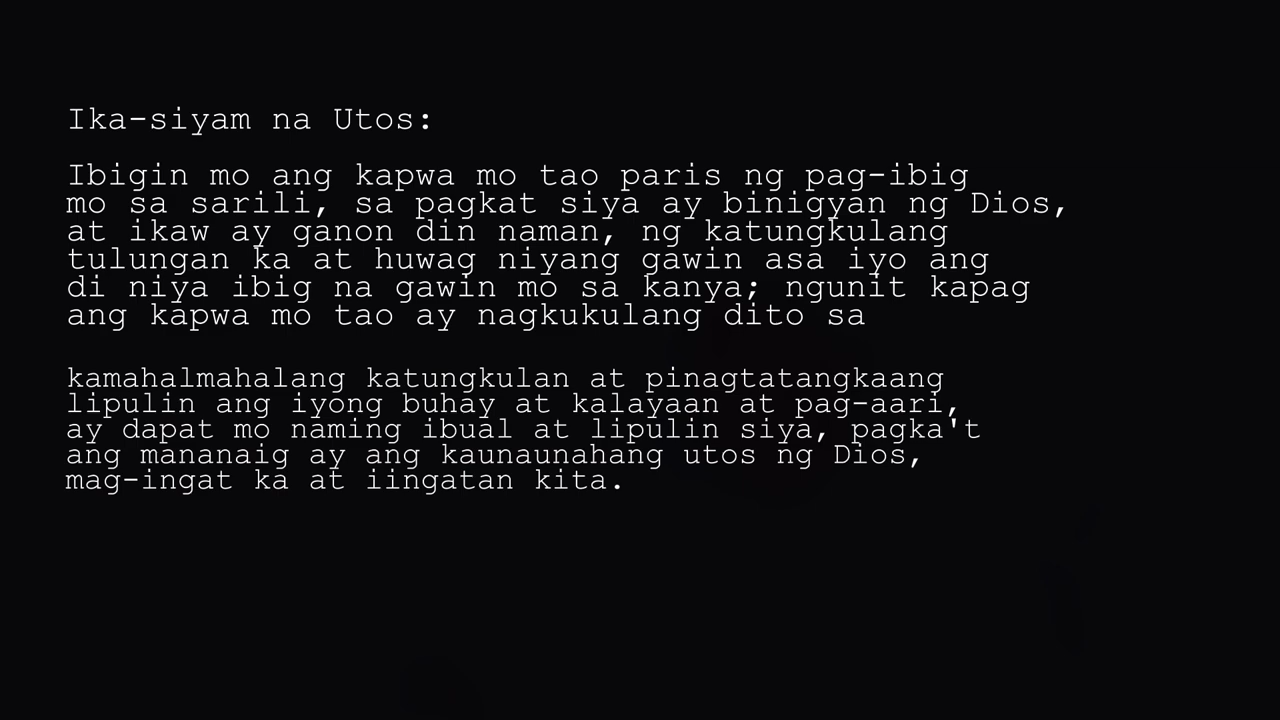 Ika-siyam na Utos:
Ibigin mo ang kapwa mo tao paris ng pag-ibig
mo sa sarili, sa pagkat siya ay binigyan ng Dios,
at ikaw ay ganon din naman, ng katungkulang
tulungan ka at huwag niyang gawin asa iyo ang
di niya ibig na gawin mo sa kanya; ngunit kapag
ang kapwa mo tao ay nagkukulang dito sa
kamahalmahalang katungkulan at pinagtatangkaang
lipulin ang iyong buhay at kalayaan at pag-aari,
ay dapat mo naming ibual at lipulin siya, pagka't
ang mananaig ay ang kaunaunahang utos ng Dios,
mag-ingat ka at iingatan kita.